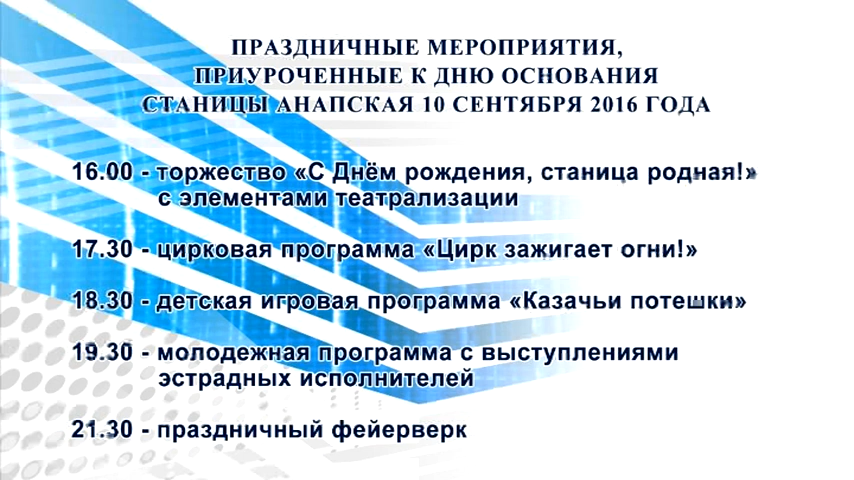 ПРАЗДНИЧНЫЕ МЕРОПРИЯТИЯ,
ПРИУРОЧЕННЫЕ К ДНЮ ОСНОВАНИЯ
СТАНИЦЫ АНАПСКАЯ 10 СЕНТЯБРЯ 2016 ГОДА
16.00 - торжество «С Днём рождения, станица родная!»
с элементами театрализации
17.30 - цирковая программа «Цирк зажигает огни!»
18.30 - детская игровая программа «Казачьи потешки»
19.30 - молодежная программа с выступлениями
эстрадных исполнителей
21.30 - праздничный фейерверк